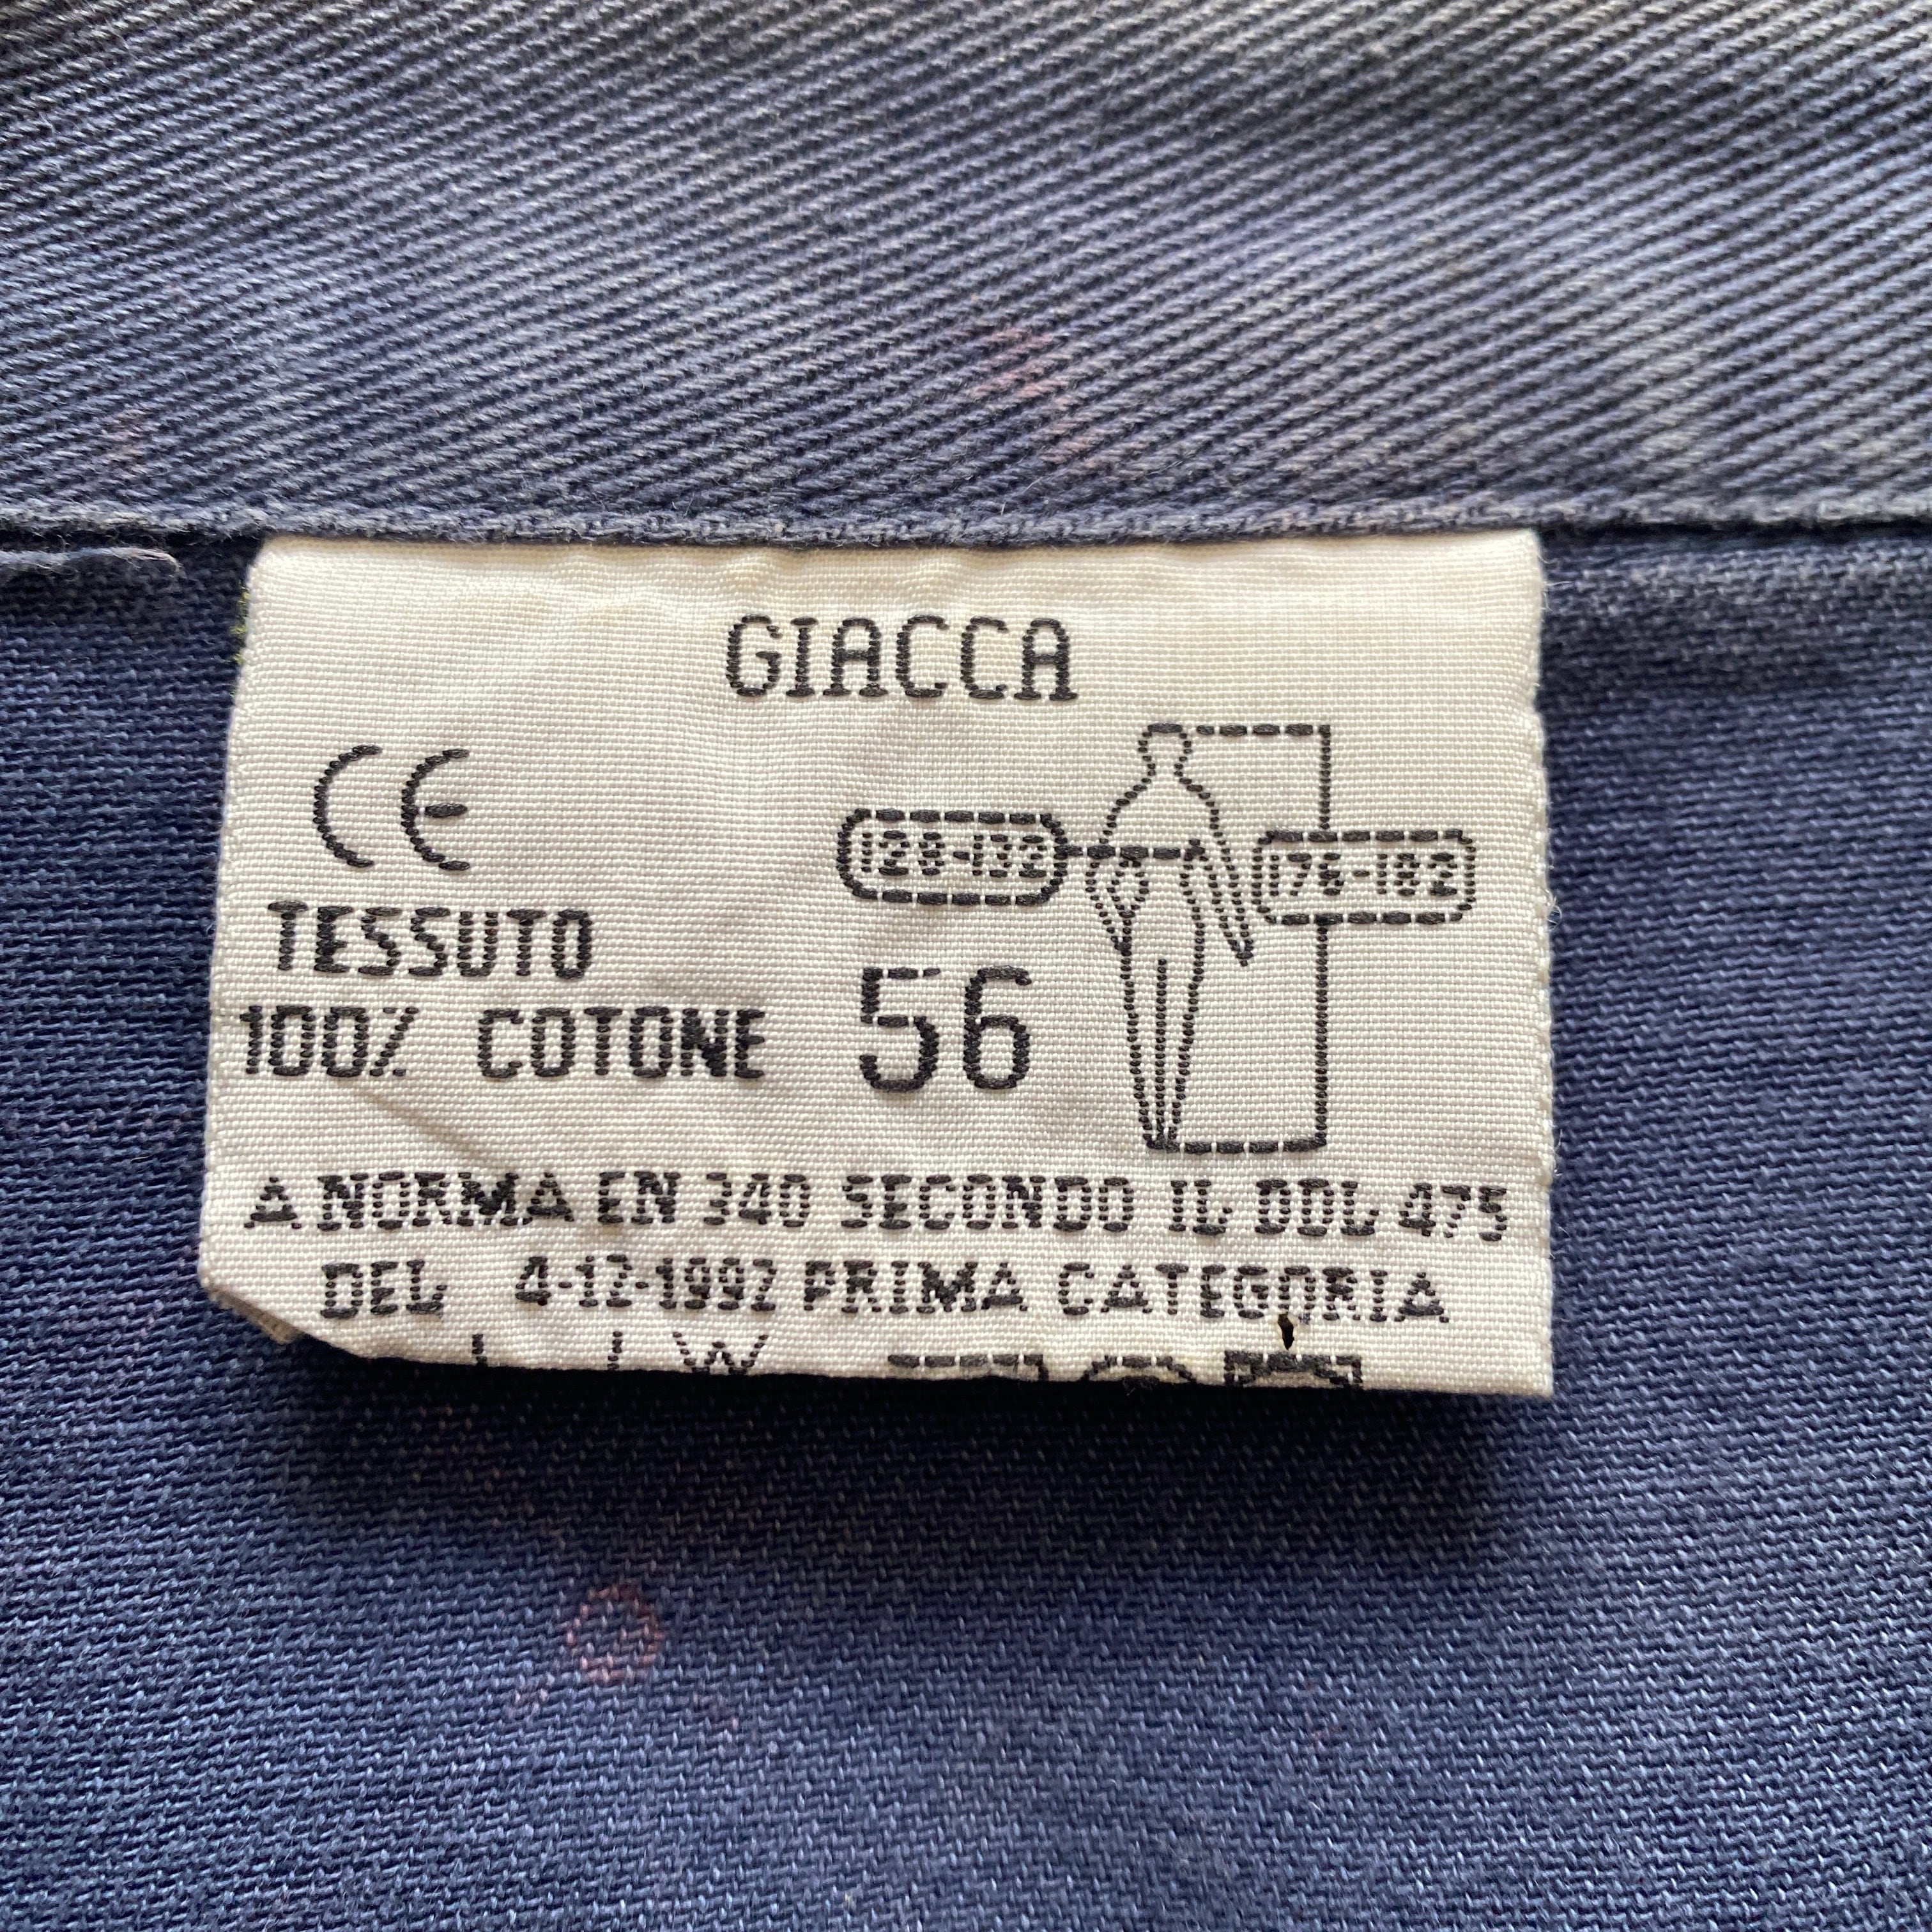 GIACCA
CE
128-132
176-182
TESSUTO
100% COTONE
56
A NORMA EN 340 SECONDO IL DDL 475
DEL 4-12-1992 PRIMA CATEGORIA